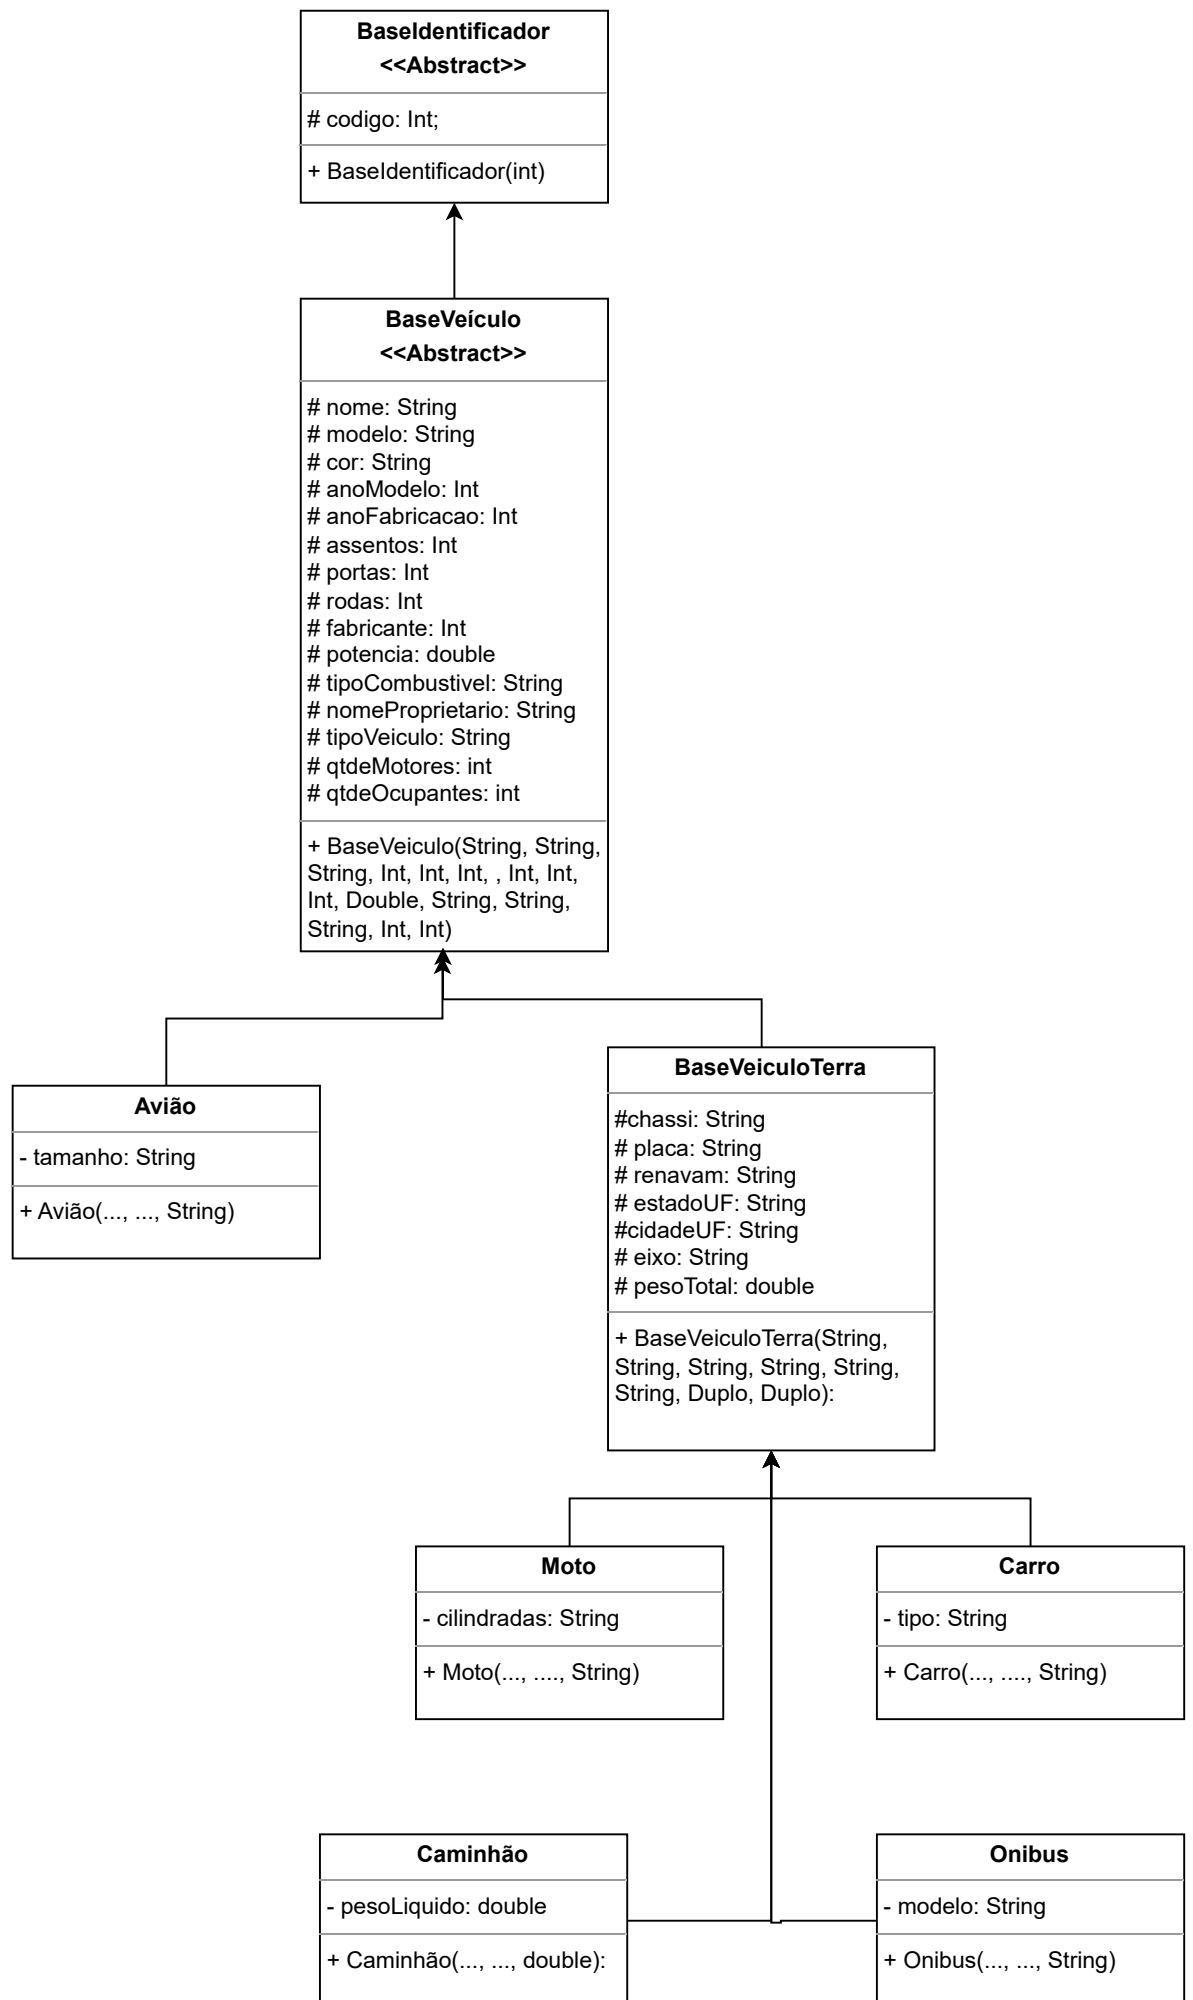 BaseIdentificador
<<Abstract>>
# codigo: Int;
+ BaseIdentificador(int)
BaseVeículo
<<Abstract>>
# nome: String
# modelo: String
# cor: String
# anoModelo: Int
# anoFabricacao: Int
# assentos: Int
# portas: Int
# rodas: Int
# fabricante: Int
# potencia: double
# tipoCombustivel: String
# nomeProprietario: String
# tipoVeiculo: String
# qtdeMotores: int
# qtdeOcupantes: int
+ BaseVeiculo(String, String,
String, Int, Int, Int, , Int, Int,
Int, Double, String, String,
String, Int, Int)
Avião
- tamanho: String
+ Avião(..., ..., String)
BaseVeiculoTerra
#chassi: String
# placa: String
# renavam: String
# estadoUF: String
#cidadeUF: String
# eixo: String
# pesoTotal: double
+ BaseVeiculoTerra(String,
String, String, String, String,
String, Duplo, Duplo):
Moto
- cilindradas: String
+ Moto(..., ...., String)
Carro
- tipo: String
+ Carro(..., ...., String)
Caminhão
- pesoLiquido: double
+ Caminhão(..., ..., double):
Onibus
- modelo: String
+ Onibus(..., ..., String)